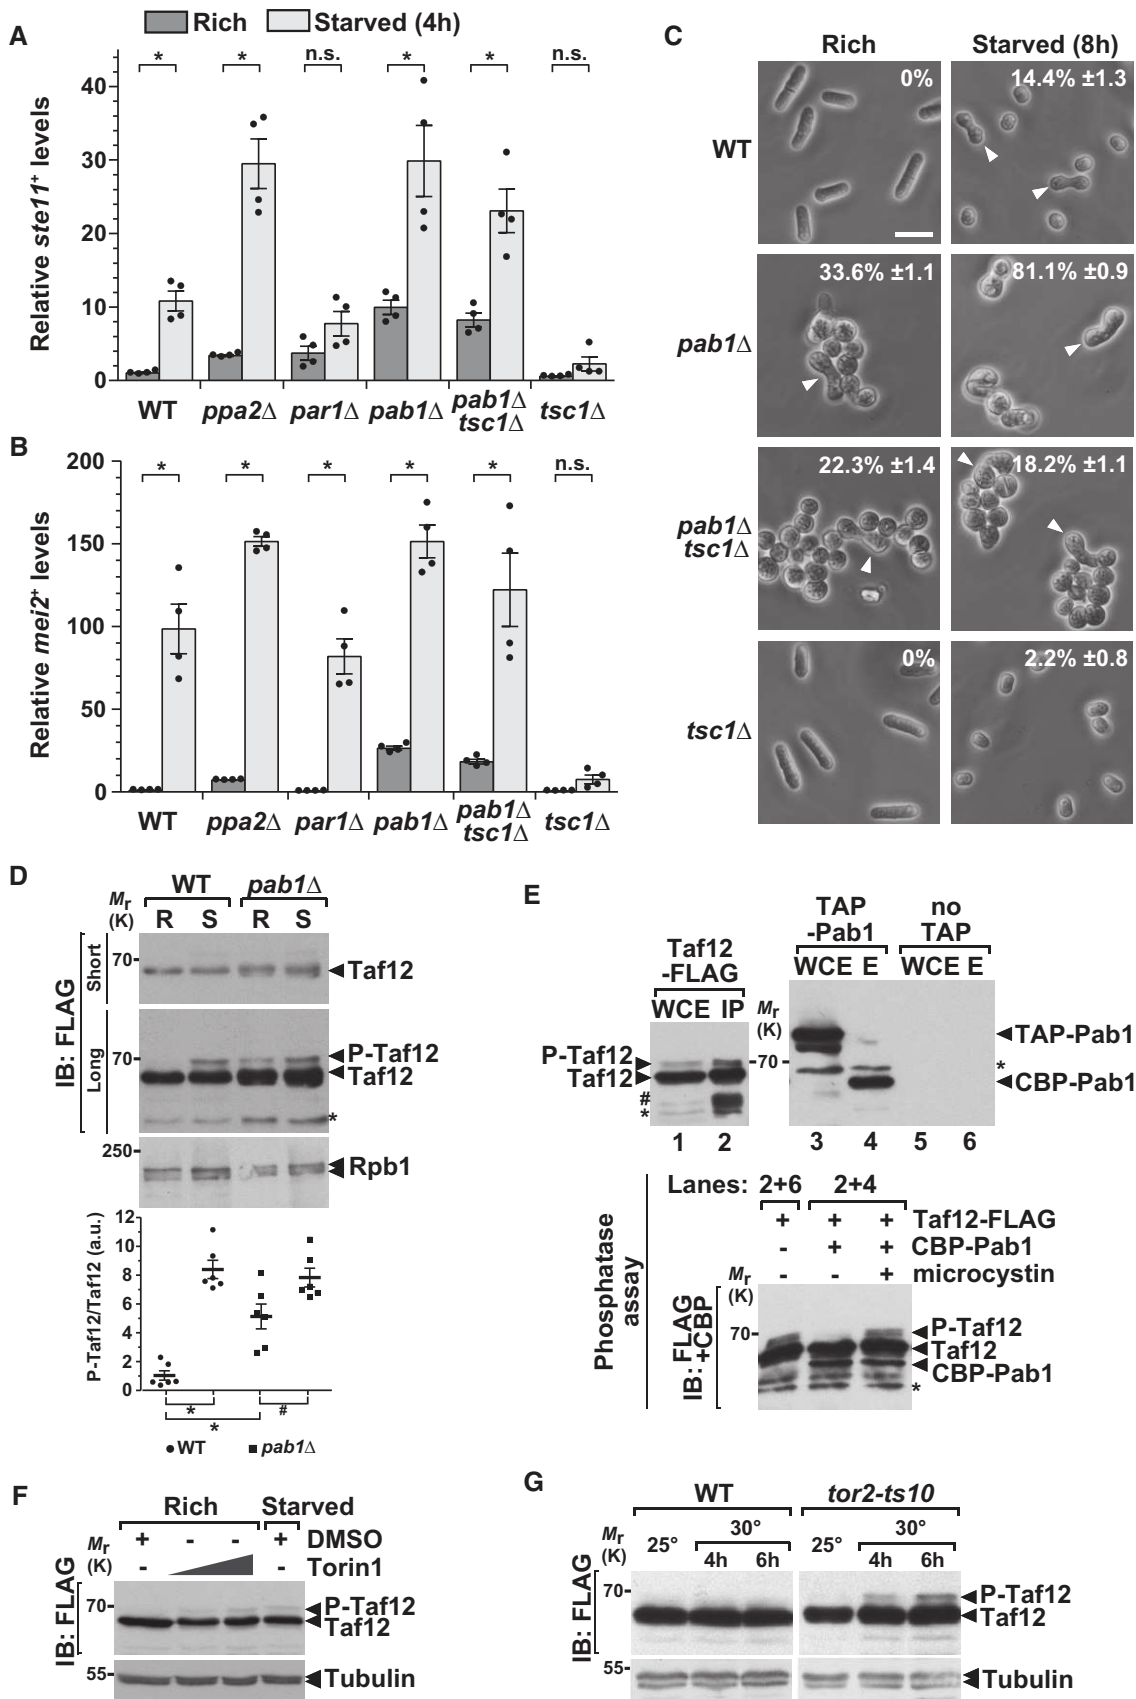 Rich Starved (4h)
A
Relative ste11+ levels
40
30
20
10
0
* * n.s. * * n.s.
WT ppa2Δ par1Δ pab1Δ pab1Δ tsc1Δ tsc1Δ
B
Relative mei2+ levels
200
150
100
50
0
* * * * * n.s.
WT ppa2Δ par1Δ pab1Δ pab1Δ tsc1Δ tsc1Δ
C
Rich Starved (8h)
WT
0% 14.4% ±1.3
pab1Δ
33.6% ±1.1 81.1% ±0.9
pab1Δ
tsc1Δ
22.3% ±1.4 18.2% ±1.1
tsc1Δ
0% 2.2% ±0.8
D
WT pab1Δ
Mr
(K)
R S R S
IB: FLAG
Short
70
Taf12
Long
70
P-Taf12
Taf12
*
250
Rpb1
P-Taf12/Taf12 (a.u.)
12
10
8
6
4
2
0
* #
*
WT pab1Δ
E
Taf12
-FLAG
WCE IP
P-Taf12
Taf12
#
*
1 2
TAP
-Pab1
no
TAP
WCE E WCE E
Mr
(K)
70
TAP-Pab1
*
CBP-Pab1
3 4 5 6
Phosphatase
assay
Lanes: 2+6 2+4
+ + + Taf12-FLAG
- + + CBP-Pab1
- - + microcystin
Mr
(K)
IB: FLAG
+CBP
70
P-Taf12
Taf12
CBP-Pab1
*
F
Rich Starved
+ - - + DMSO
- - Torin1
Mr
(K)
IB: FLAG
70
P-Taf12
Taf12
55
Tubulin
G
WT tor2-ts10
30° 30°
25° 4h 6h 25° 4h 6h
Mr
(K)
IB: FLAG
70
P-Taf12
Taf12
55
Tubulin